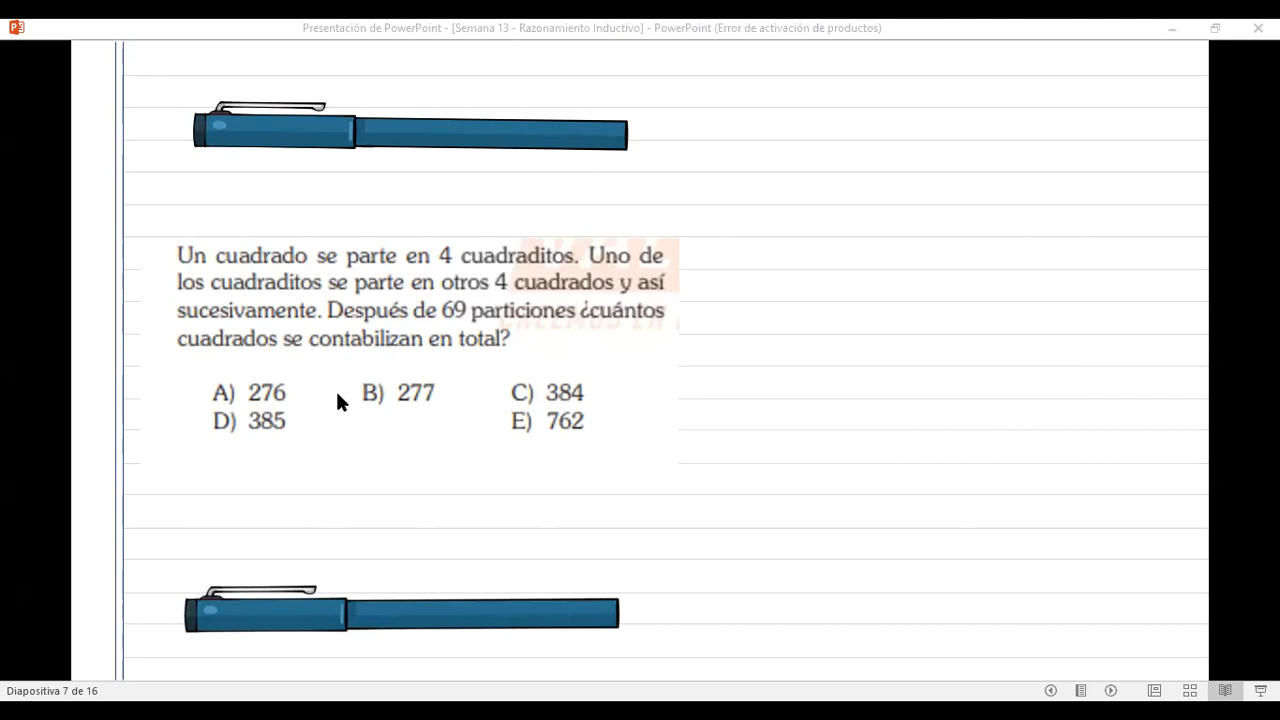 Presentación de PowerPoint - [Semana 13 - Razonamiento Inductivo] - PowerPoint (Error de activación de productos)
Un cuadrado se parte en 4 cuadraditos. Uno de
los cuadraditos se parte en otros 4 cuadrados y así
sucesivamente. Después de 69 particiones ¿cuántos
cuadrados se contabilizan en total?
A) 276 B) 277 C) 384
D) 385 E) 762
Diapositiva 7 de 16